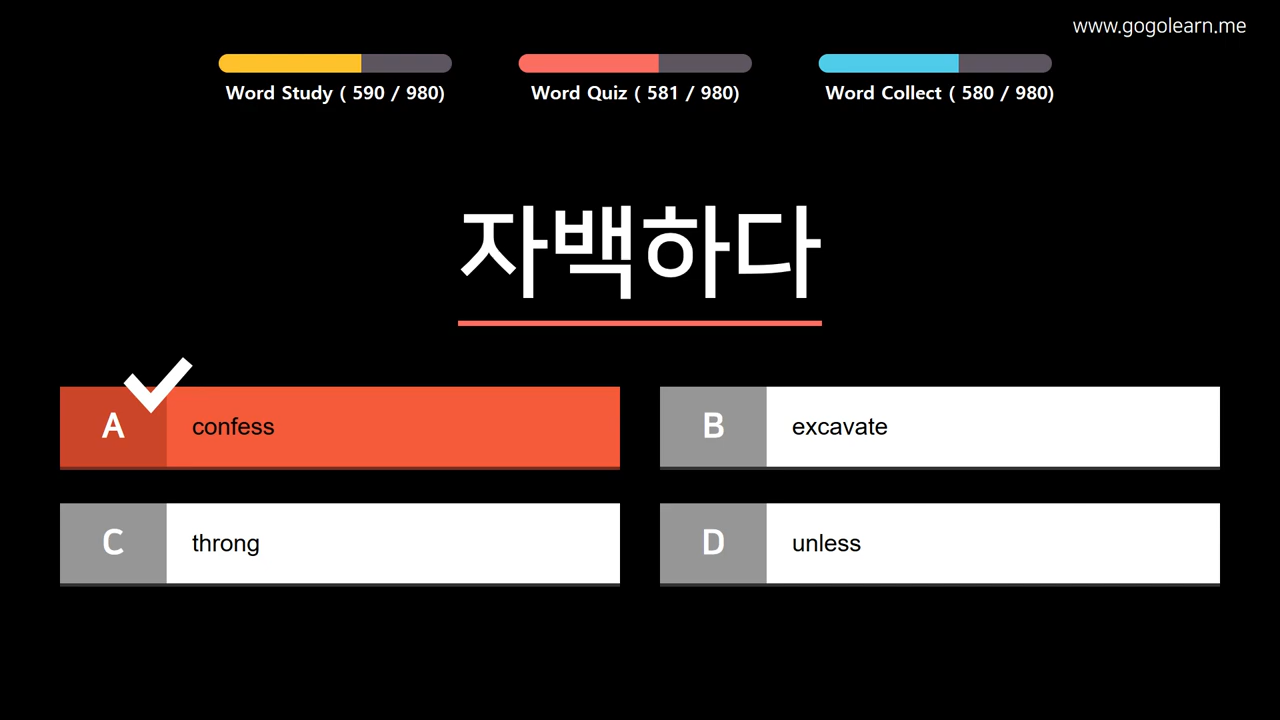 www.gogolearn.me
Word Study ( 590 / 980)
Word Quiz ( 581 / 980)
Word Collect ( 580 / 980)
자백하다
A confess
B excavate
C throng
D unless